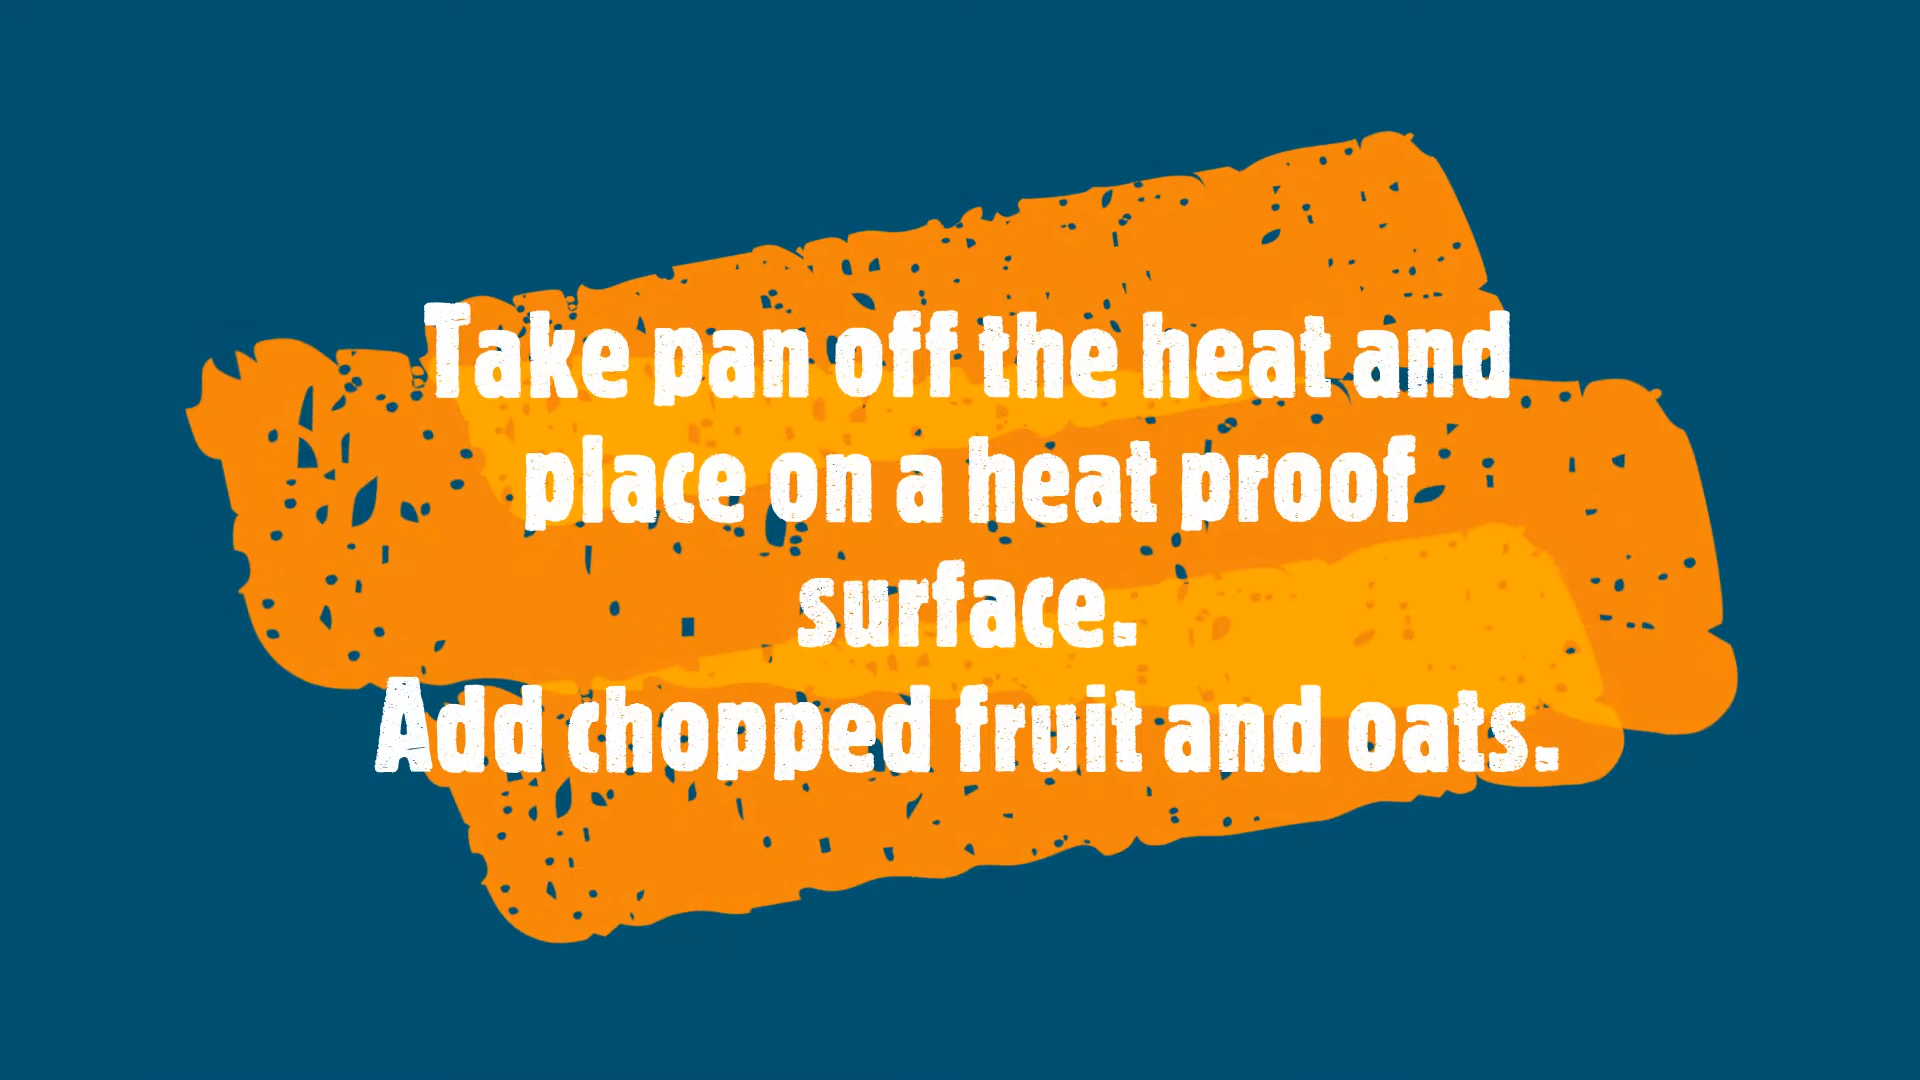 Take pan off the heat and
place on a heat proof
surface.
Add chopped fruit and oats.